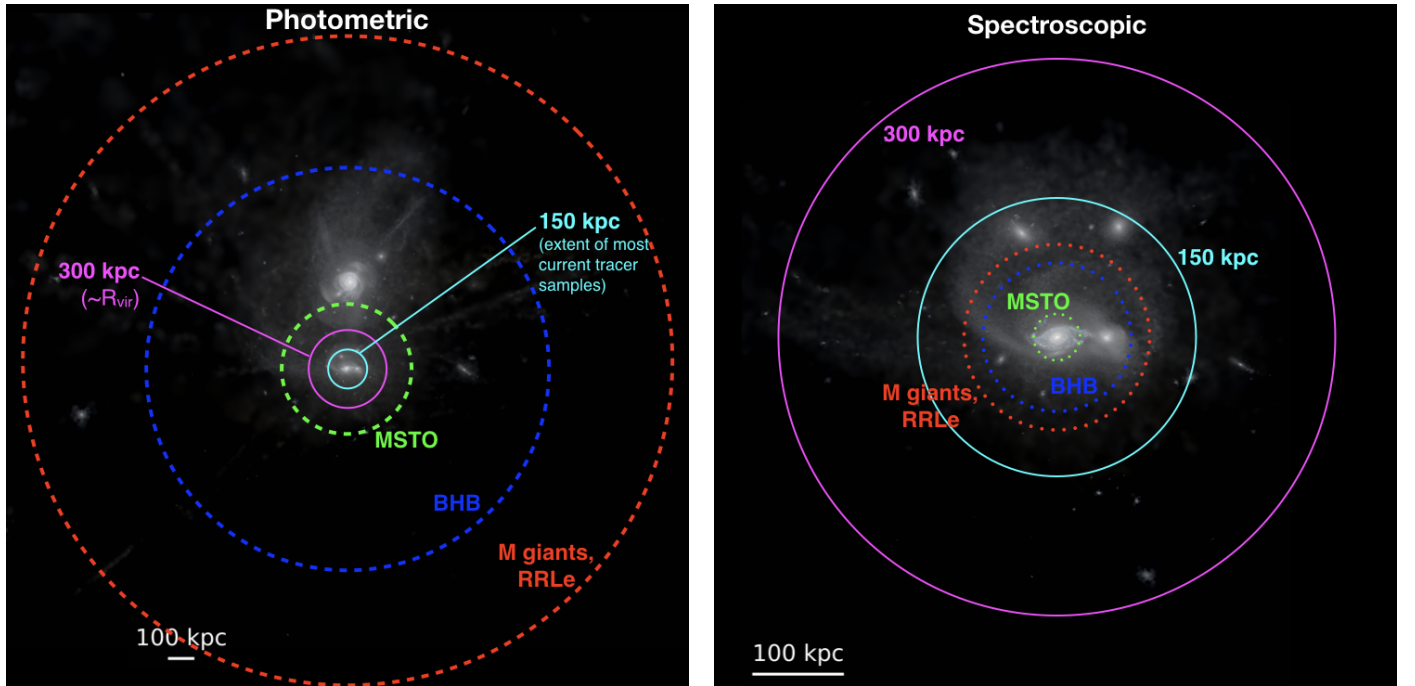 Photometric
150 kpc
(extent of most
current tracer
samples)
300 kpc
(~Rvir)
MSTO
BHB
M giants,
RRLe
100 kpc
Spectroscopic
300 kpc
150 kpc
MSTO
BHB
M giants,
RRLe
100 kpc